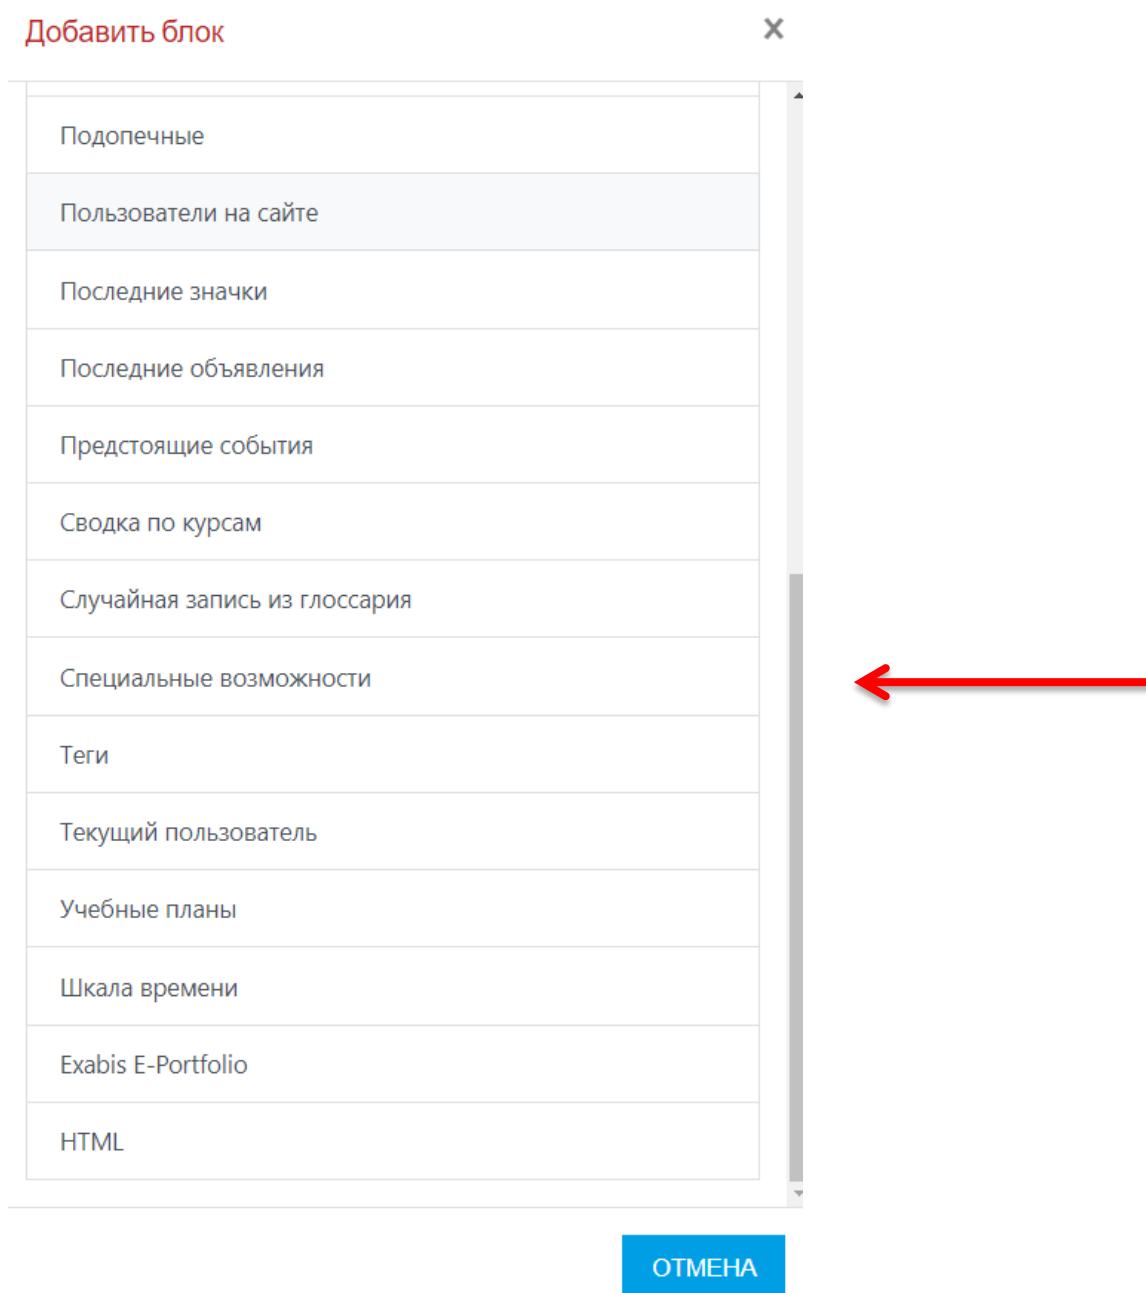 Добавить блок
Подопечные
Пользователи на сайте
Последние значки
Последние объявления
Предстоящие события
Сводка по курсам
Случайная запись из глоссария
Специальные возможности
Теги
Текущий пользователь
Учебные планы
Шкала времени
Exabis E-Portfolio
HTML
ОТМЕНА